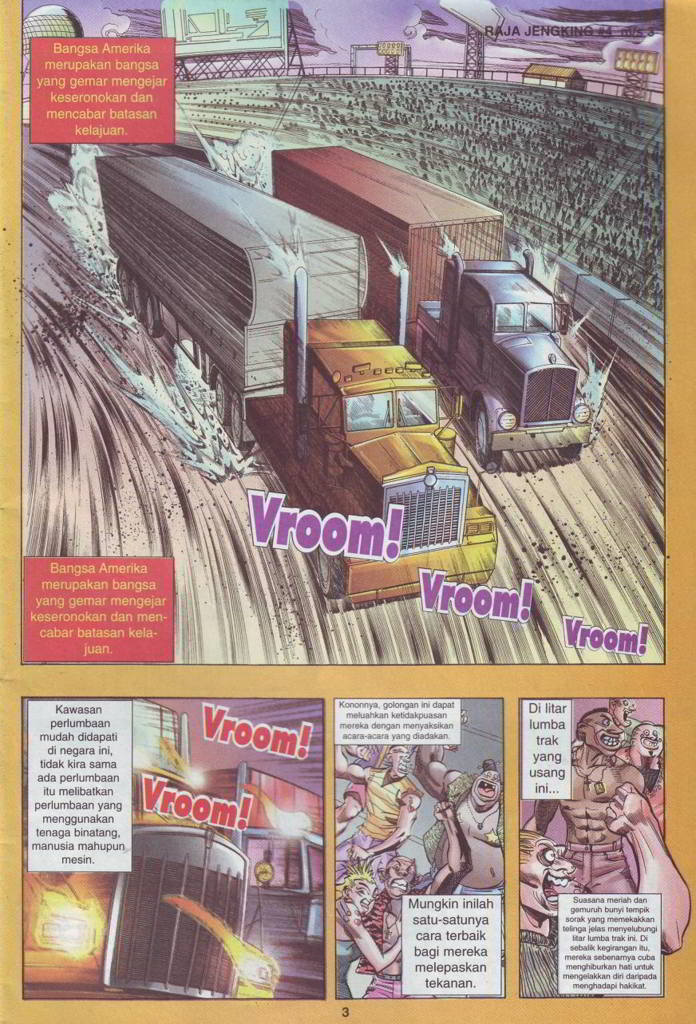 RAJA JENGKING #4 m/s 3
Bangsa Amerika
merupakan bangsa
yang gemar mengejar
keseronokan dan
mencabar batasan
kelajuan.
Vroom!
Vroom!
Vroom!
Bangsa Amerika
merupakan bangsa
yang gemar mengejar
keseronokan dan men-
cabar batasan kela-
juan.
Kawasan
perlumbaan
mudah didapati
di negara ini,
tidak kira sama
ada perlumbaan
itu melibatkan
perlumbaan yang
menggunakan
tenaga binatang,
manusia mahupun
mesin.
Vroom!
Vroom!
Kononnya, golongan ini dapat
meluahkan ketidakpuasan
mereka dengan menyaksikan
acara-acara yang diadakan.
Mungkin inilah
satu-satunya
cara terbaik
bagi mereka
melepaskan
tekanan.
Di litar
lumba
trak
yang
usang
ini...
Suasana meriah dan
gemuruh bunyi tempik
sorak yang memekakkan
telinga jelas menyelubungi
litar lumba trak ini. Di
sebalik kegirangan itu,
mereka sebenarnya cuba
menghiburkan hati untuk
mengelakkan diri daripada
menghadapi hakikat.
3